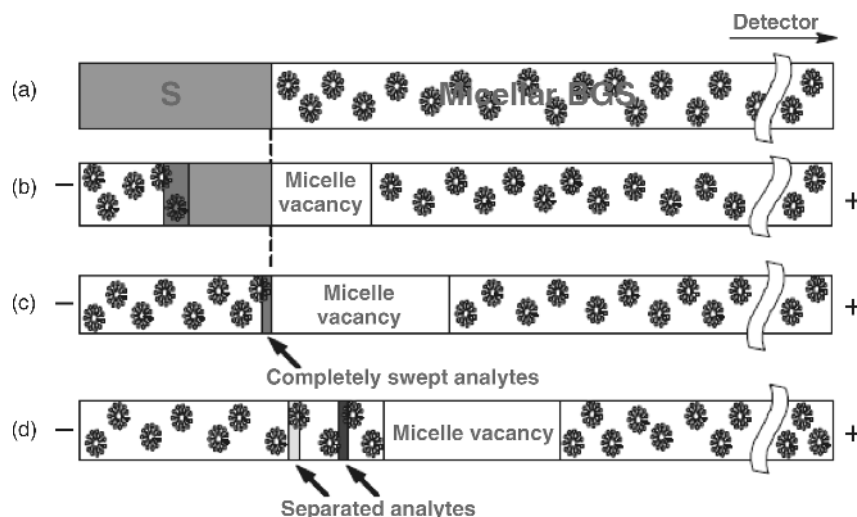 Detector
(a)
S
Micellar BGS
(b)
−
Micelle
vacancy
+
(c)
−
Micelle
vacancy
+
Completely swept analytes
(d)
−
Micelle vacancy
+
Separated analytes